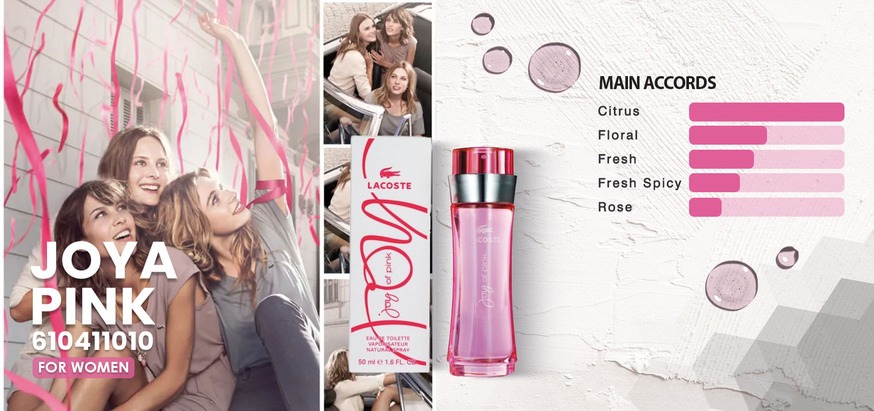 JOYA
PINK
610411010
FOR WOMEN
LACOSTE
Joy
of pink
EAU DE TOILETTE
VAPORISATEUR
NATURAL SPRAY
50 ml e 1.6 FL. OZ
LACOSTE
Joy of pink
MAIN ACCORDS
Citrus
Floral
Fresh
Fresh Spicy
Rose